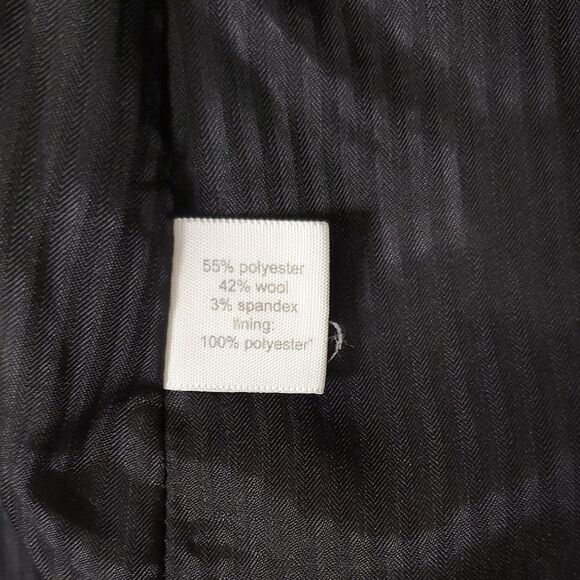 55% polyester
42% wool
3% spandex
lining:
100% polyester